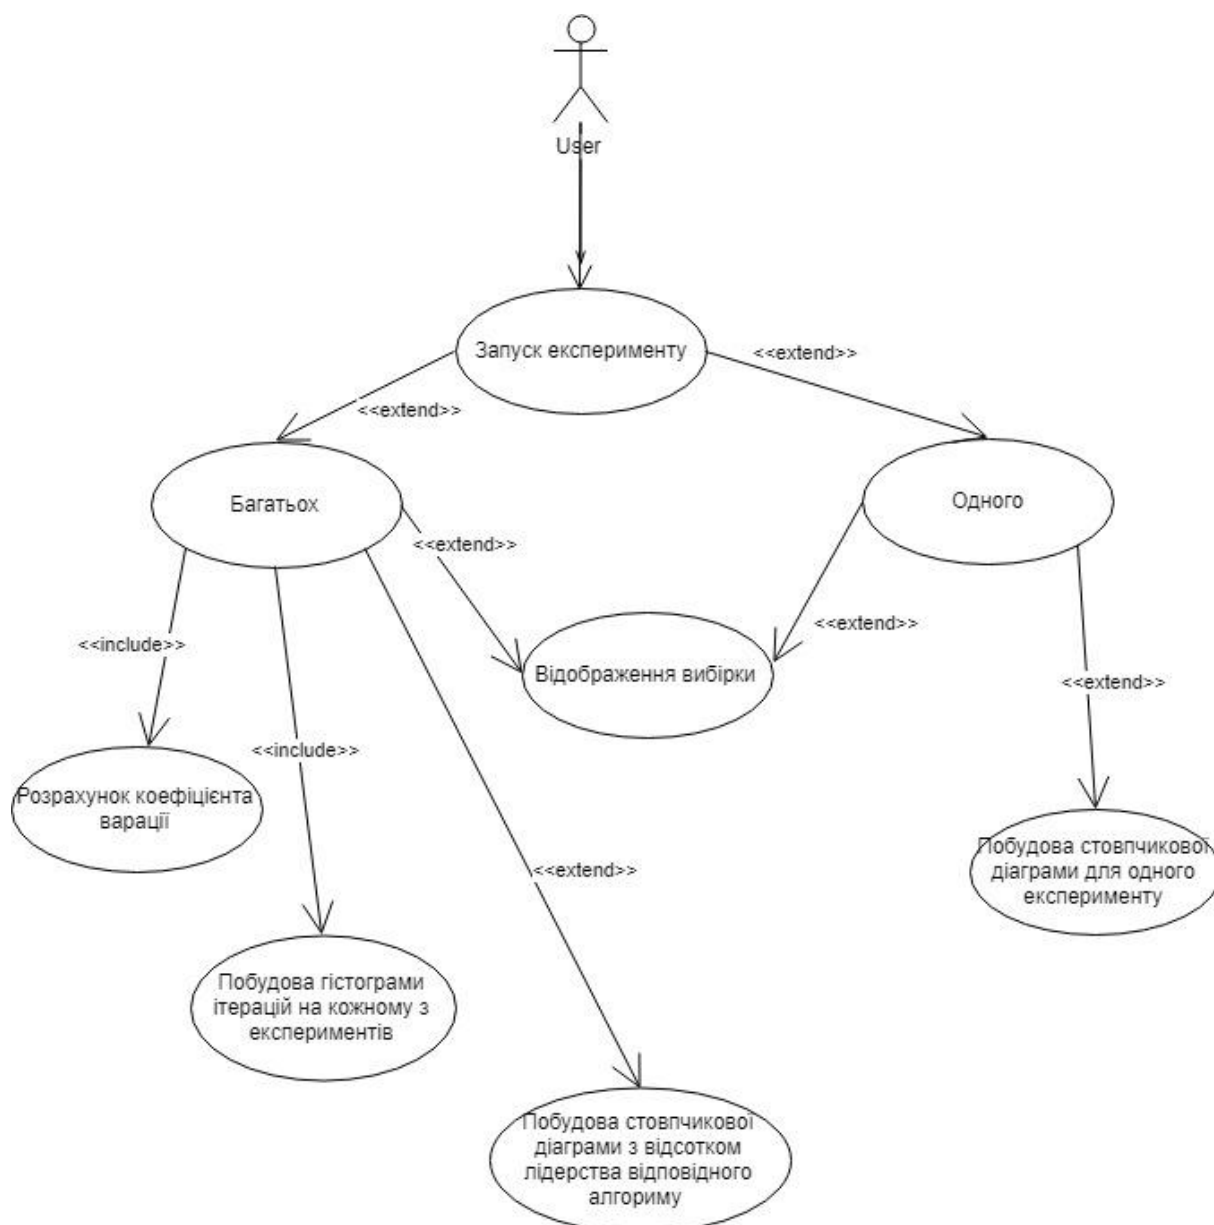 User
Запуск експерименту
<<extend>>
<<extend>>
Багатьох
Одного
<<extend>>
<<extend>>
<<include>>
Відображення вибірки
<<extend>>
<<include>>
Розрахунок коефіцієнта
варації
Побудова стовпчикової
діаграми для одного
експерименту
<<extend>>
Побудова гістограми
ітерацій на кожному з
експериментів
Побудова стовпчикової
діаграми з відсотком
лідерства відповідного
алгориму